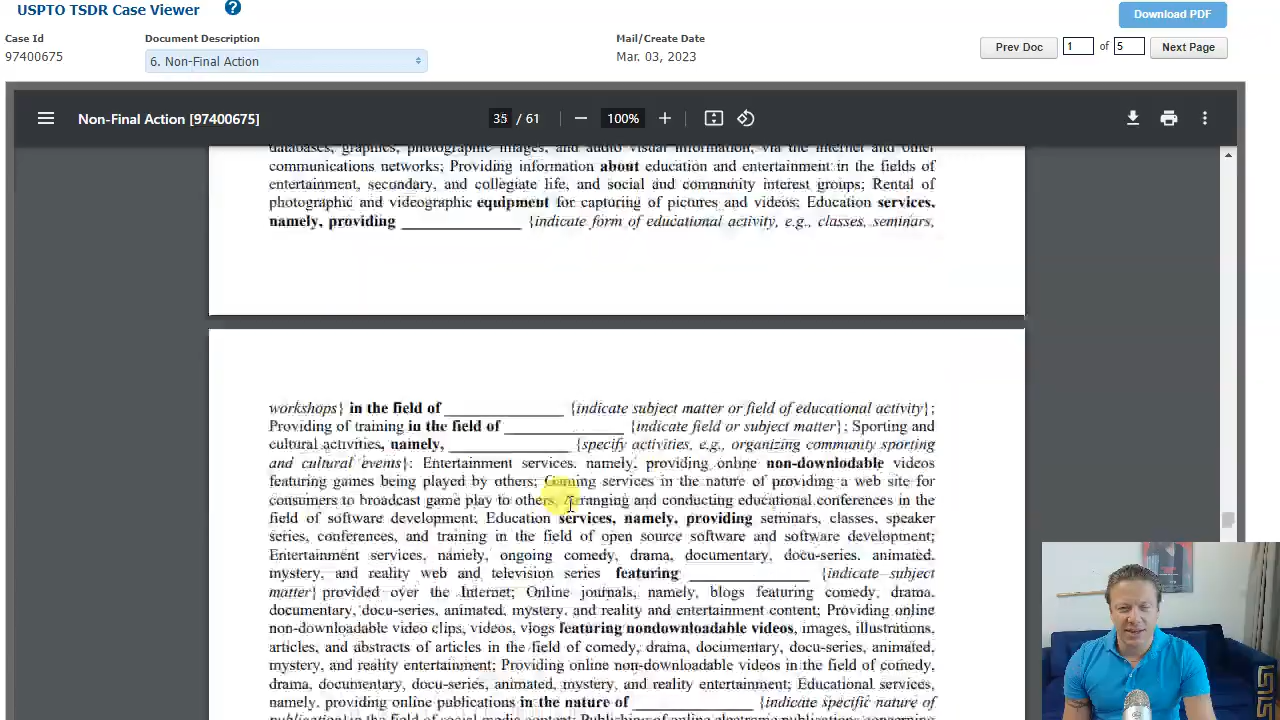 USPTO TSDR Case Viewer
?
Download PDF
Case Id
Document Description
Mail/Create Date
97400675
6. Non-Final Action
Mar. 03, 2023
Prev Doc
1 of 5
Next Page
Non-Final Action [97400675]
35 / 61
100%
databases, graphics, photographic images, and audio visual information, via the internet and other
communications networks; Providing information about education and entertainment in the fields of
entertainment, secondary, and collegiate life, and social and community interest groups; Rental of
photographic and videographic equipment for capturing of pictures and videos; Education services,
namely, providing ____________ {indicate form of educational activity, e.g., classes, seminars,
workshops} in the field of ____________ {indicate subject matter or field of educational activity};
Providing of training in the field of ____________ {indicate field or subject matter}; Sporting and
cultural activities, namely, ____________ {specify activities, e.g., organizing community sporting
and cultural events}; Entertainment services, namely, providing online non-downlodable videos
featuring games being played by others; Gaming services in the nature of providing a web site for
consumers to broadcast game play to others, Arranging and conducting educational conferences in the
field of software development; Education services, namely, providing seminars, classes, speaker
series, conferences, and training in the field of open source software and software development;
Entertainment services, namely, ongoing comedy, drama, documentary, docu-series, animated,
mystery, and reality web and television series featuring ____________ {indicate subject
matter} provided over the Internet; Online journals, namely, blogs featuring comedy, drama,
documentary, docu-series, animated, mystery, and reality and entertainment content; Providing online
non-downloadable video clips, videos, vlogs featuring nondownloadable videos, images, illustrations,
articles, and abstracts of articles in the field of comedy, drama, documentary, docu-series, animated,
mystery, and reality entertainment; Providing online non-downloadable videos in the field of comedy,
drama, documentary, docu-series, animated, mystery, and reality entertainment; Educational services,
namely, providing online publications in the nature of ____________ {indicate specific nature of
publication} in the field of social media content; Publishing of online electronic publications concerning